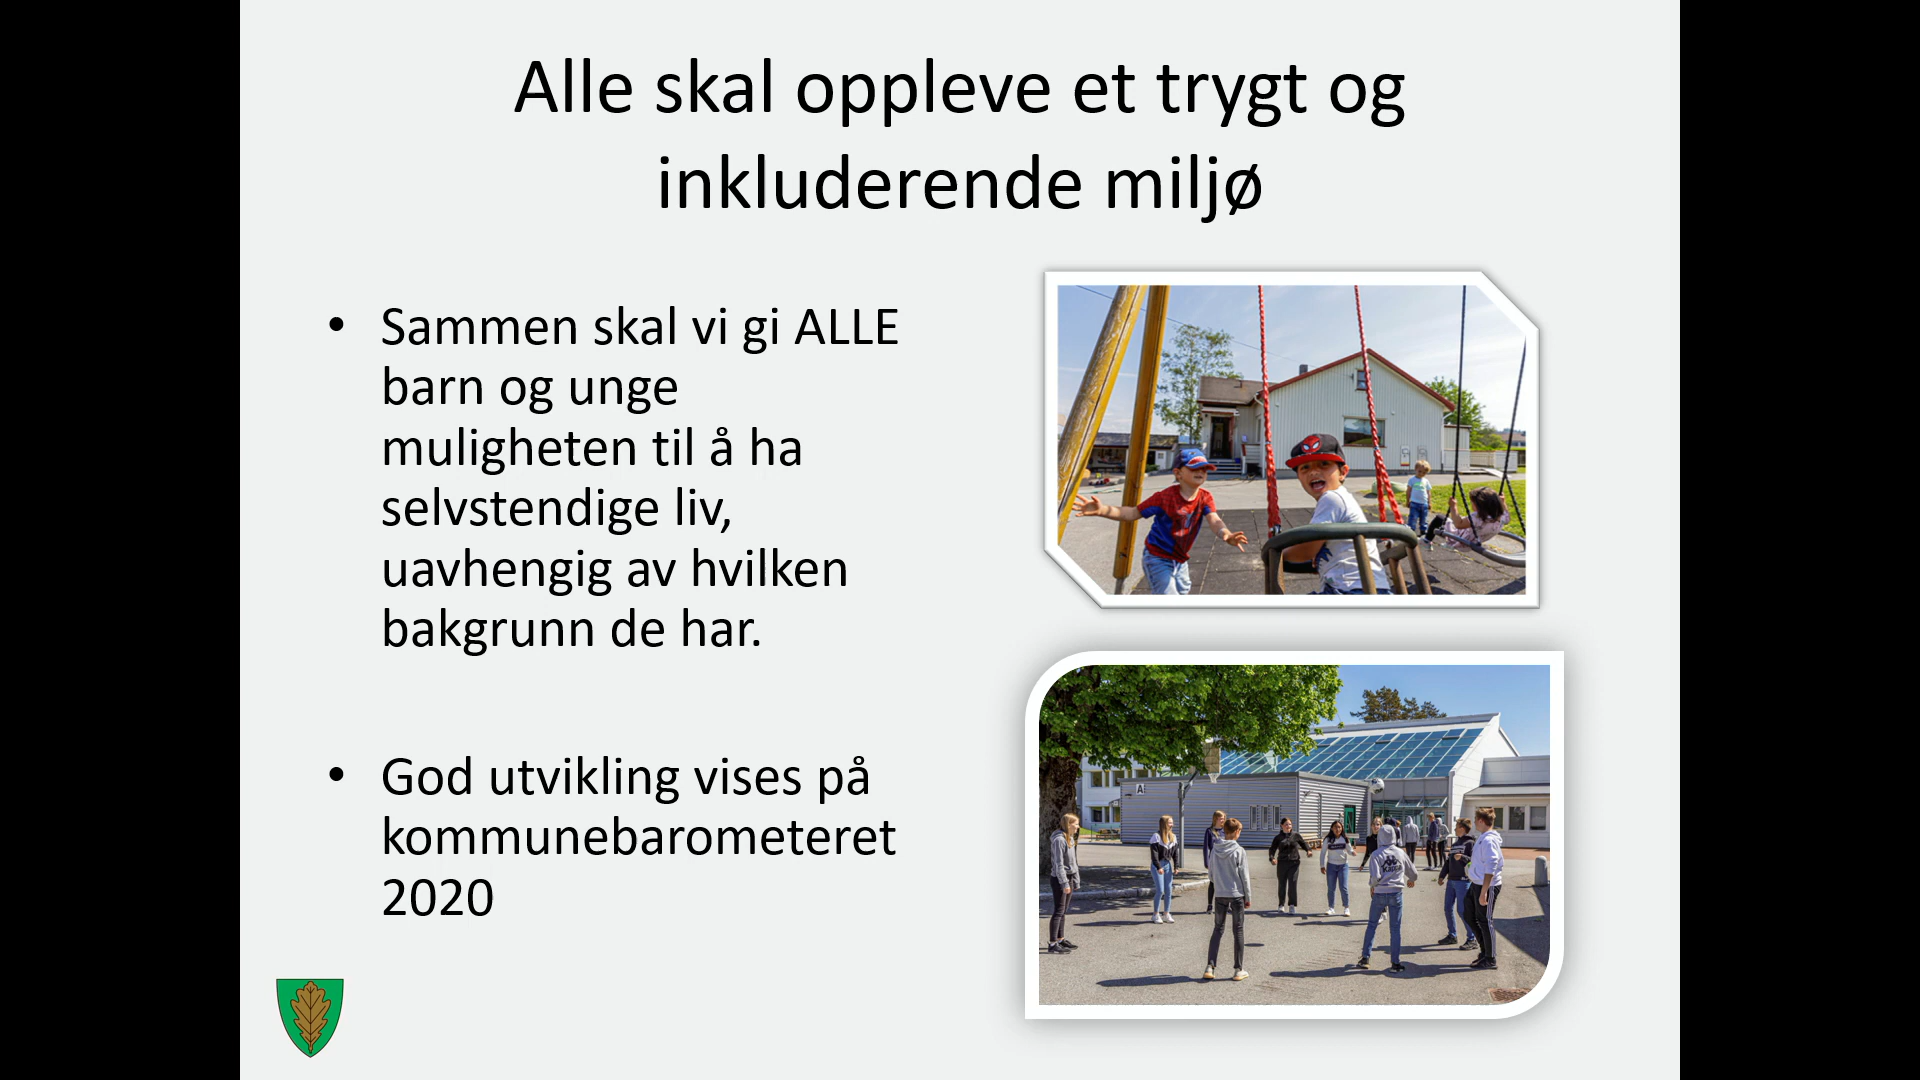 Alle skal oppleve et trygt og
inkluderende miljø
• Sammen skal vi gi ALLE
barn og unge
muligheten til å ha
selvstendige liv,
uavhengig av hvilken
bakgrunn de har.
• God utvikling vises på
kommunebarometeret
2020
A
Kappa